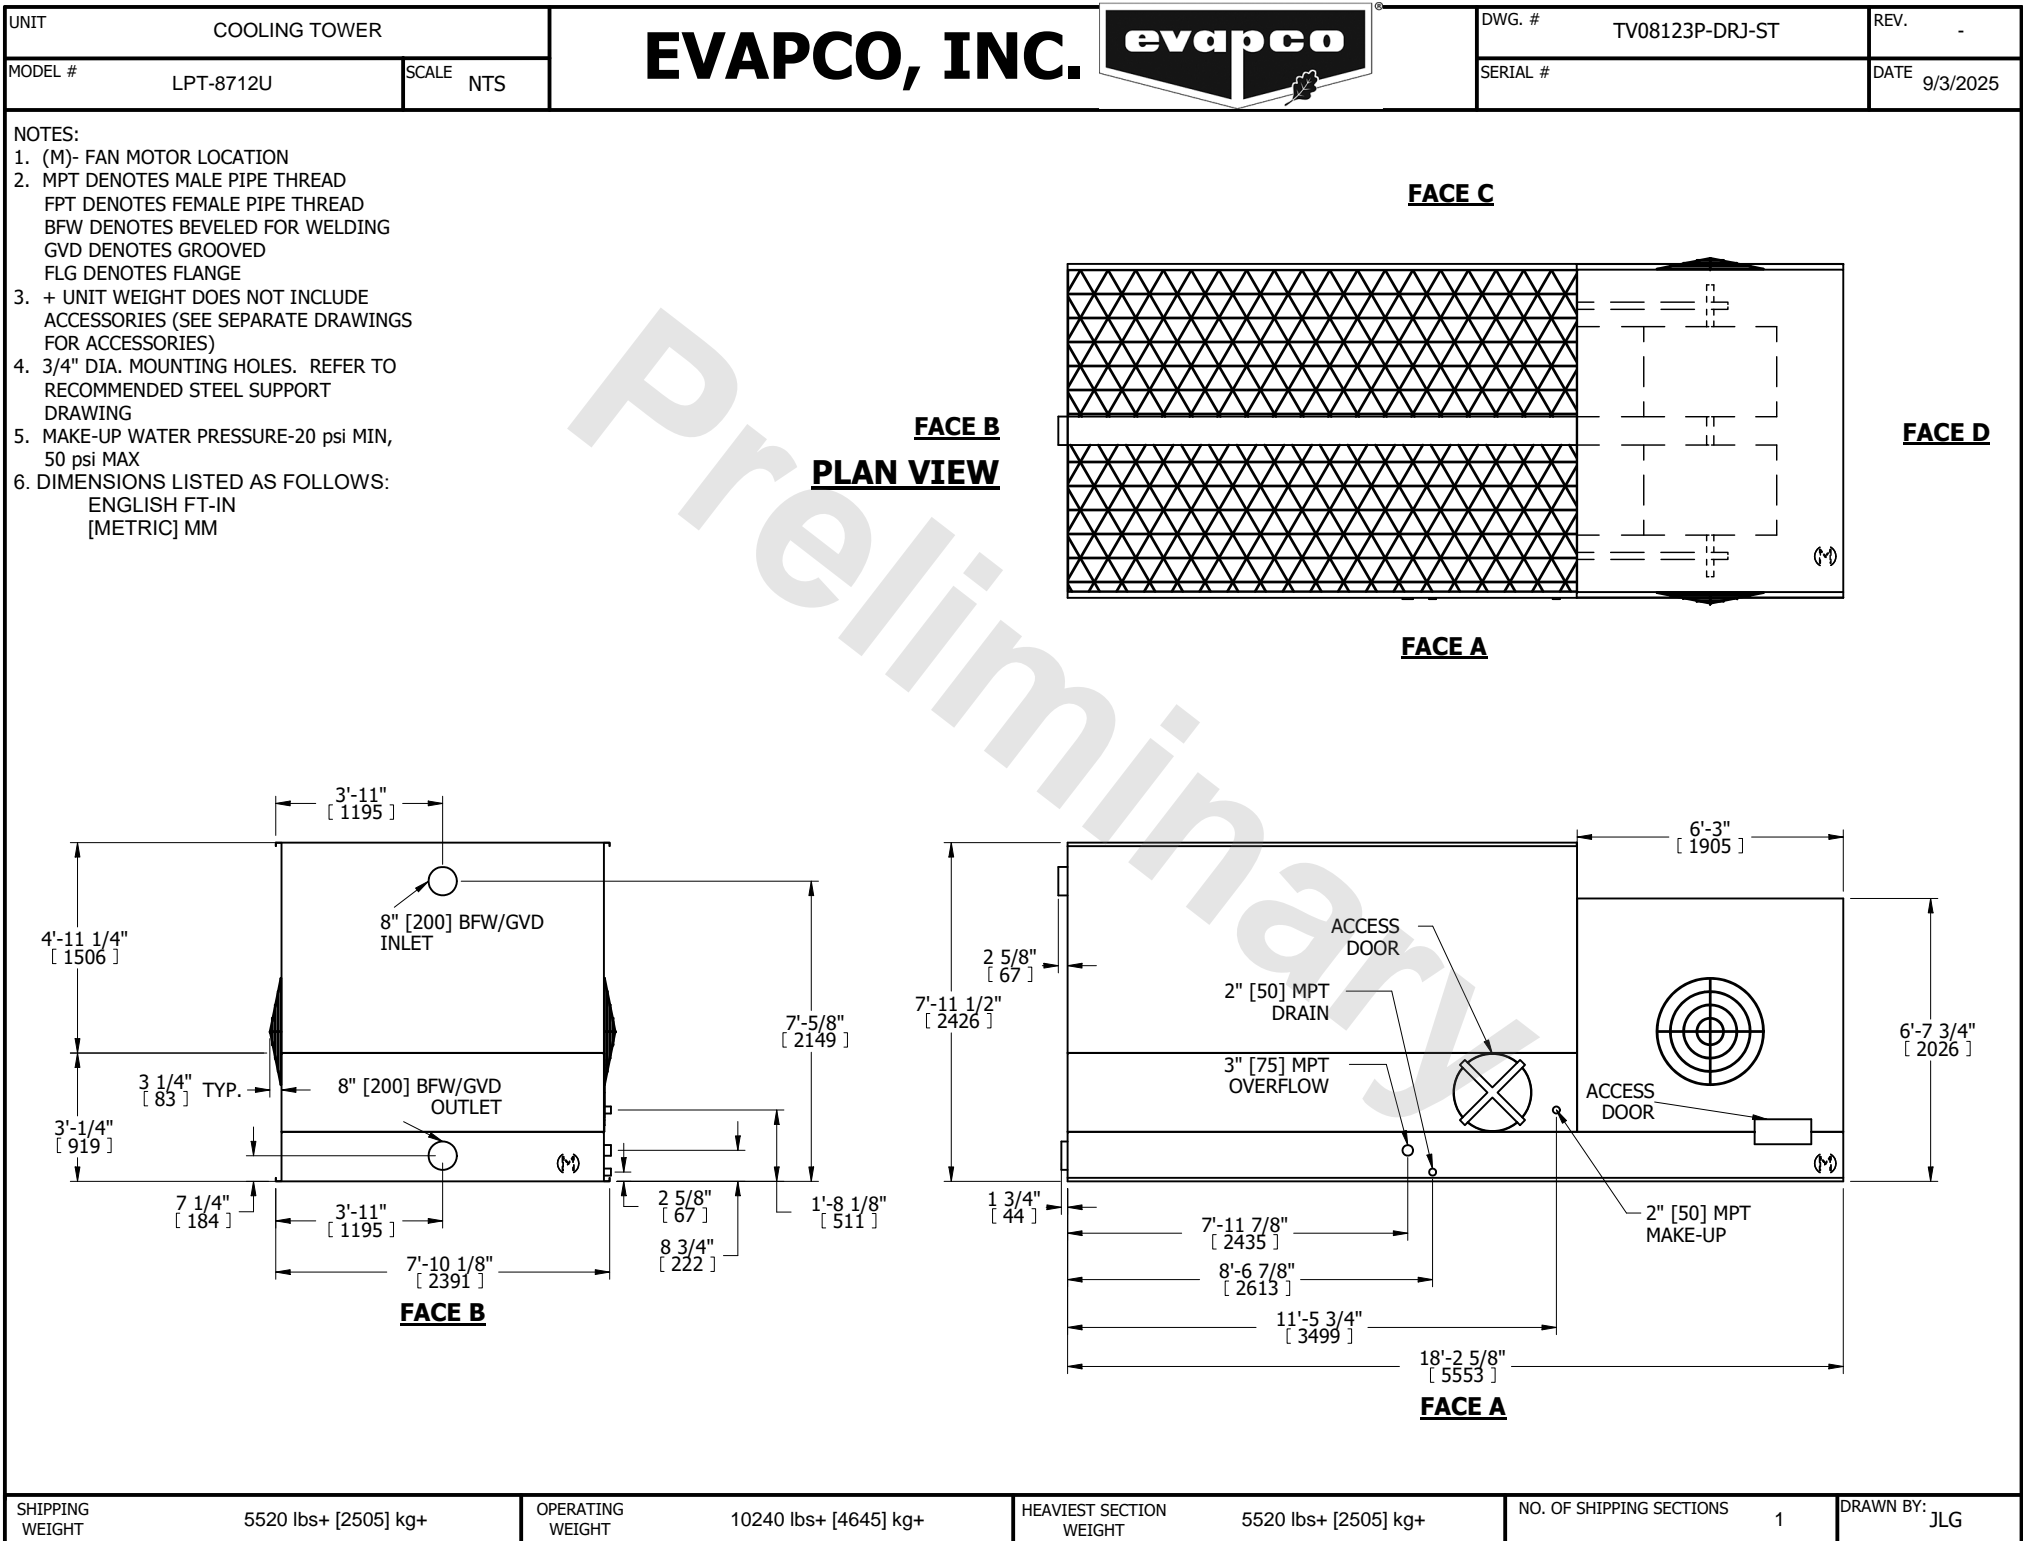 UNIT
COOLING TOWER
MODEL #
LPT-8712U
SCALE
NTS
EVAPCO, INC.
evapco
®
DWG. #
TV08123P-DRJ-ST
REV.
-
SERIAL #
DATE
9/3/2025
NOTES:
1. (M)- FAN MOTOR LOCATION
2. MPT DENOTES MALE PIPE THREAD
FPT DENOTES FEMALE PIPE THREAD
BFW DENOTES BEVELED FOR WELDING
GVD DENOTES GROOVED
FLG DENOTES FLANGE
3. + UNIT WEIGHT DOES NOT INCLUDE
ACCESSORIES (SEE SEPARATE DRAWINGS
FOR ACCESSORIES)
4. 3/4" DIA. MOUNTING HOLES. REFER TO
RECOMMENDED STEEL SUPPORT
DRAWING
5. MAKE-UP WATER PRESSURE-20 psi MIN,
50 psi MAX
6. DIMENSIONS LISTED AS FOLLOWS:
ENGLISH FT-IN
[METRIC] MM
Preliminary
FACE C
FACE B
PLAN VIEW
FACE D
(M)
FACE A
3'-11"
[ 1195 ]
8" [200] BFW/GVD
INLET
4'-11 1/4"
[ 1506 ]
7'-5/8"
[ 2149 ]
3 1/4"
[ 83 ]
TYP.
8" [200] BFW/GVD
OUTLET
3'-1/4"
[ 919 ]
(M)
7 1/4"
[ 184 ]
3'-11"
[ 1195 ]
2 5/8"
[ 67 ]
1'-8 1/8"
[ 511 ]
8 3/4"
[ 222 ]
7'-10 1/8"
[ 2391 ]
FACE B
6'-3"
[ 1905 ]
ACCESS
DOOR
2 5/8"
[ 67 ]
2" [50] MPT
DRAIN
7'-11 1/2"
[ 2426 ]
6'-7 3/4"
[ 2026 ]
3" [75] MPT
OVERFLOW
ACCESS
DOOR
(M)
1 3/4"
[ 44 ]
7'-11 7/8"
[ 2435 ]
2" [50] MPT
MAKE-UP
8'-6 7/8"
[ 2613 ]
11'-5 3/4"
[ 3499 ]
18'-2 5/8"
[ 5553 ]
FACE A
SHIPPING
WEIGHT
5520 lbs+ [2505] kg+
OPERATING
WEIGHT
10240 lbs+ [4645] kg+
HEAVIEST SECTION
WEIGHT
5520 lbs+ [2505] kg+
NO. OF SHIPPING SECTIONS
1
DRAWN BY:
JLG